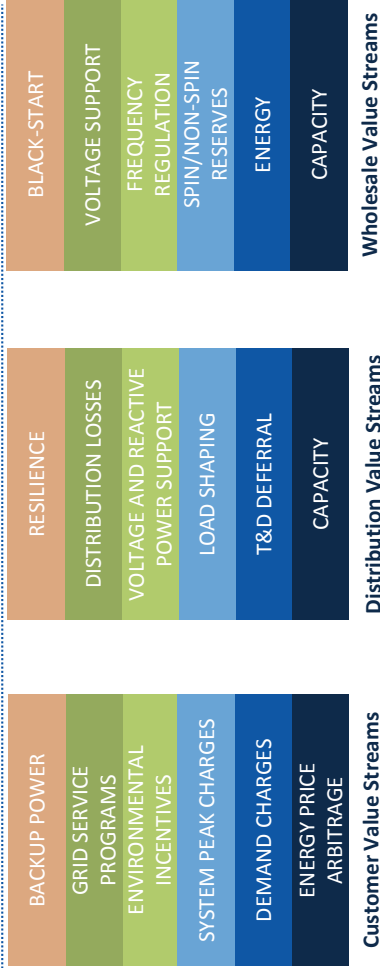 BACKUP POWER
GRID SERVICE
PROGRAMS
ENVIRONMENTAL
INCENTIVES
SYSTEM PEAK CHARGES
DEMAND CHARGES
ENERGY PRICE
ARBITRAGE
Customer Value Streams
RESILIENCE
DISTRIBUTION LOSSES
VOLTAGE AND REACTIVE
POWER SUPPORT
LOAD SHAPING
T&D DEFERRAL
CAPACITY
Distribution Value Streams
BLACK-START
VOLTAGE SUPPORT
FREQUENCY
REGULATION
SPIN/NON-SPIN
RESERVES
ENERGY
CAPACITY
Wholesale Value Streams